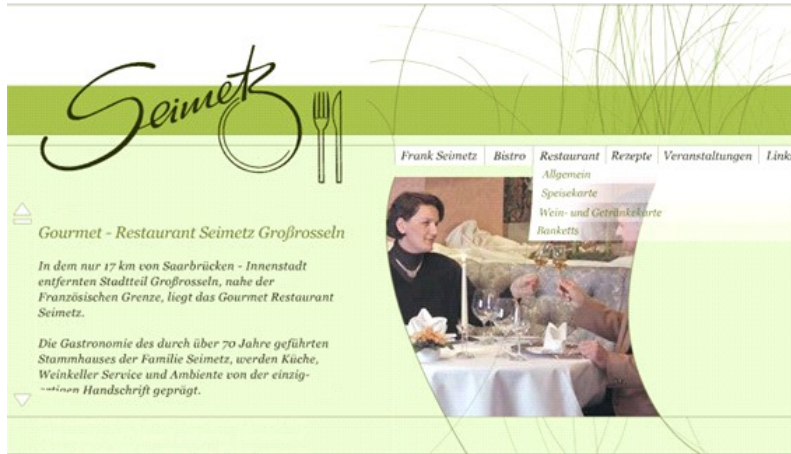 Seimetz
Frank Seimetz Bistro Restaurant Rezepte Veranstaltungen Link
Allgemein
Speisekarte
Wein- und Getränkekarte
Banketts
Gourmet - Restaurant Seimetz Großrosseln
In dem nur 17 km von Saarbrücken - Innenstadt
entfernten Stadtteil Großrosseln, nahe der
Französischen Grenze, liegt das Gourmet Restaurant
Seimetz.
Die Gastronomie des durch über 70 Jahre geführten
Stammhauses der Familie Seimetz, werden Küche,
Weinkeller Service und Ambiente von der einzig-
artigen Handschrift geprägt.